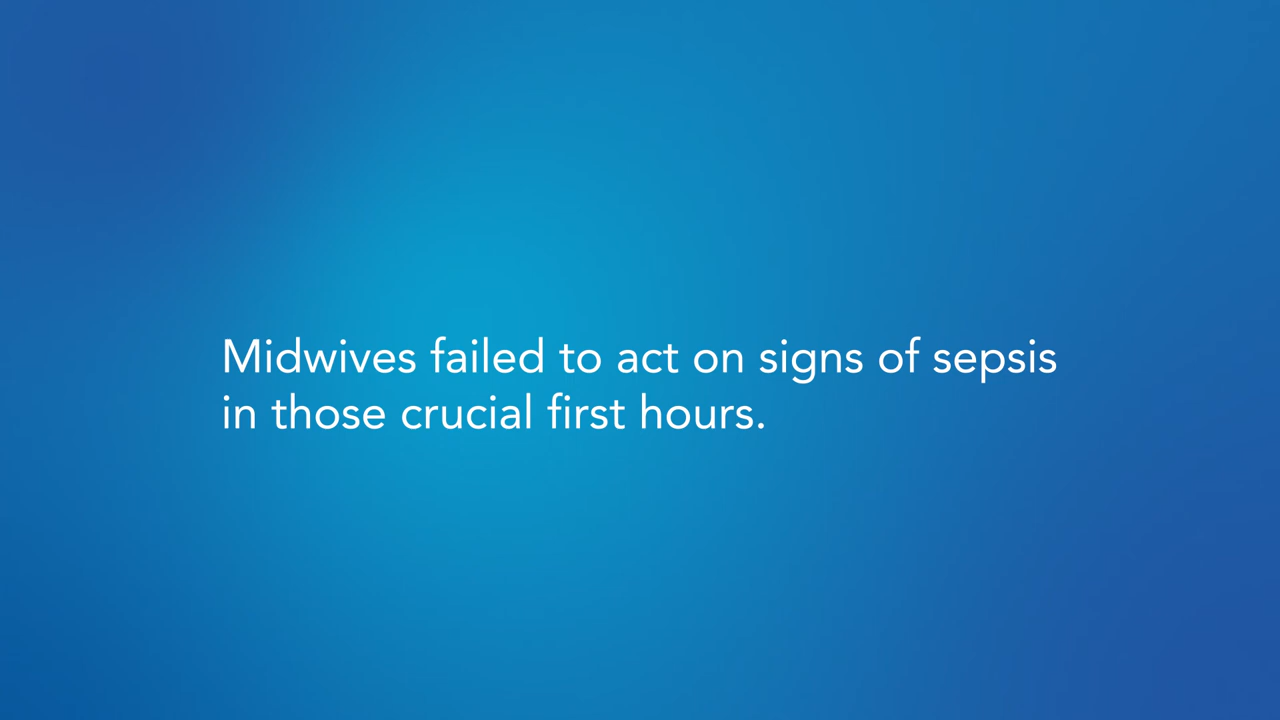 Midwives failed to act on signs of sepsis
in those crucial first hours.